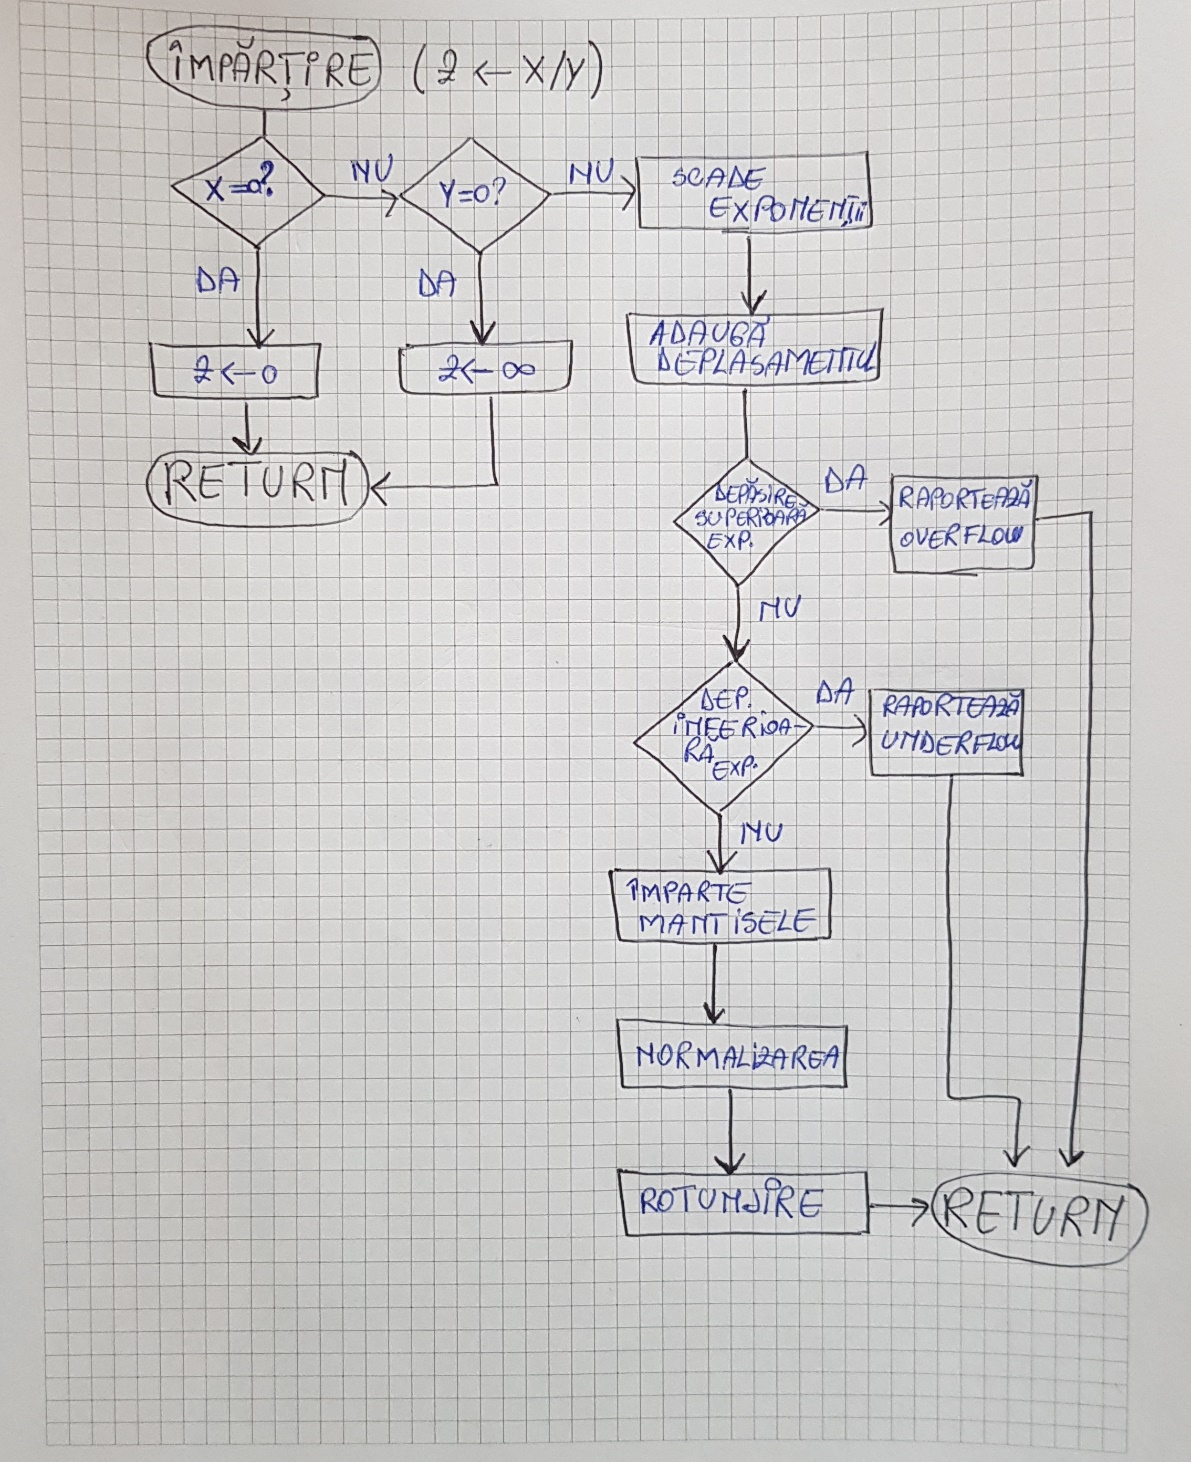 ÎMPĂRȚIRE (Z ← X/Y)
X=0?
NU
Y=0?
NU
SCADE
EXPONENȚII
DA
DA
Z ← 0
Z ← ∞
ADAUGĂ
DEPLASAMENTUL
RETURN
DEPĂȘIRE
SUPERIOARĂ
EXP.
DA
RAPORTEAZĂ
OVERFLOW
NU
DEP.
INFERIOA-
RĂ
EXP.
DA
RAPORTEAZĂ
UNDERFLOW
NU
ÎMPARTE
MANTISELE
NORMALIZAREA
ROTUNJIRE
RETURN